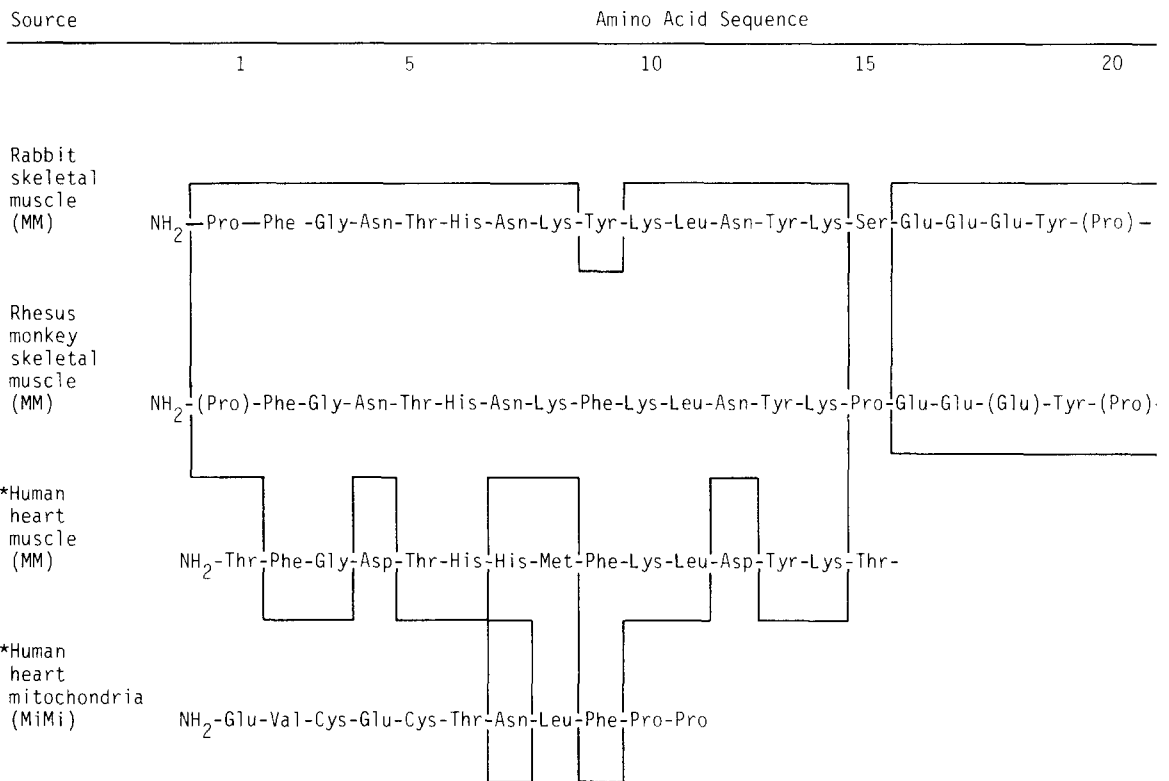 Source Amino Acid Sequence
1 5 10 15 20
Rabbit
skeletal
muscle
(MM) NH2-Pro-Phe-Gly-Asn-Thr-His-Asn-Lys-Tyr-Lys-Leu-Asn-Tyr-Lys-Ser-Glu-Glu-Glu-Tyr-(Pro)-
Rhesus
monkey
skeletal
muscle
(MM) NH2-(Pro)-Phe-Gly-Asn-Thr-His-Asn-Lys-Phe-Lys-Leu-Asn-Tyr-Lys-Pro-Glu-Glu-(Glu)-Tyr-(Pro)-
*Human
heart
muscle
(MM) NH2-Thr-Phe-Gly-Asp-Thr-His-His-Met-Phe-Lys-Leu-Asp-Tyr-Lys-Thr-
*Human
heart
mitochondria
(MiMi) NH2-Glu-Val-Cys-Glu-Cys-Thr-Asn-Leu-Phe-Pro-Pro